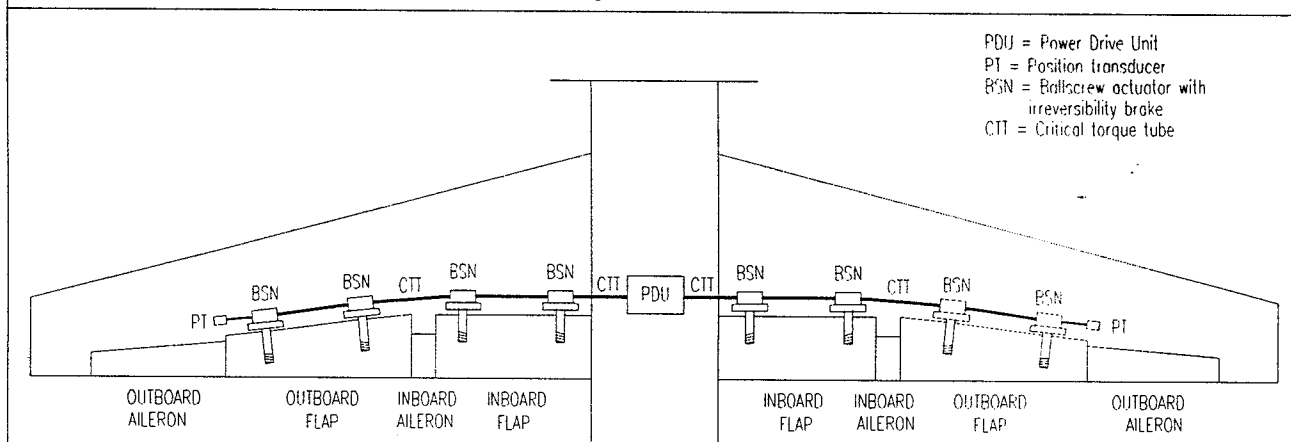 PDU = Power Drive Unit
PT = Position transducer
BSN = Ballscrew actuator with
irreversibility brake
CTT = Critical torque tube
BSN
BSN
CTT
BSN
BSN
CTT
PDU
CTT
BSN
BSN
CTT
BSN
BSN
PT
PT
OUTBOARD
AILERON
OUTBOARD
FLAP
INBOARD
AILERON
INBOARD
FLAP
INBOARD
FLAP
INBOARD
AILERON
OUTBOARD
FLAP
OUTBOARD
AILERON